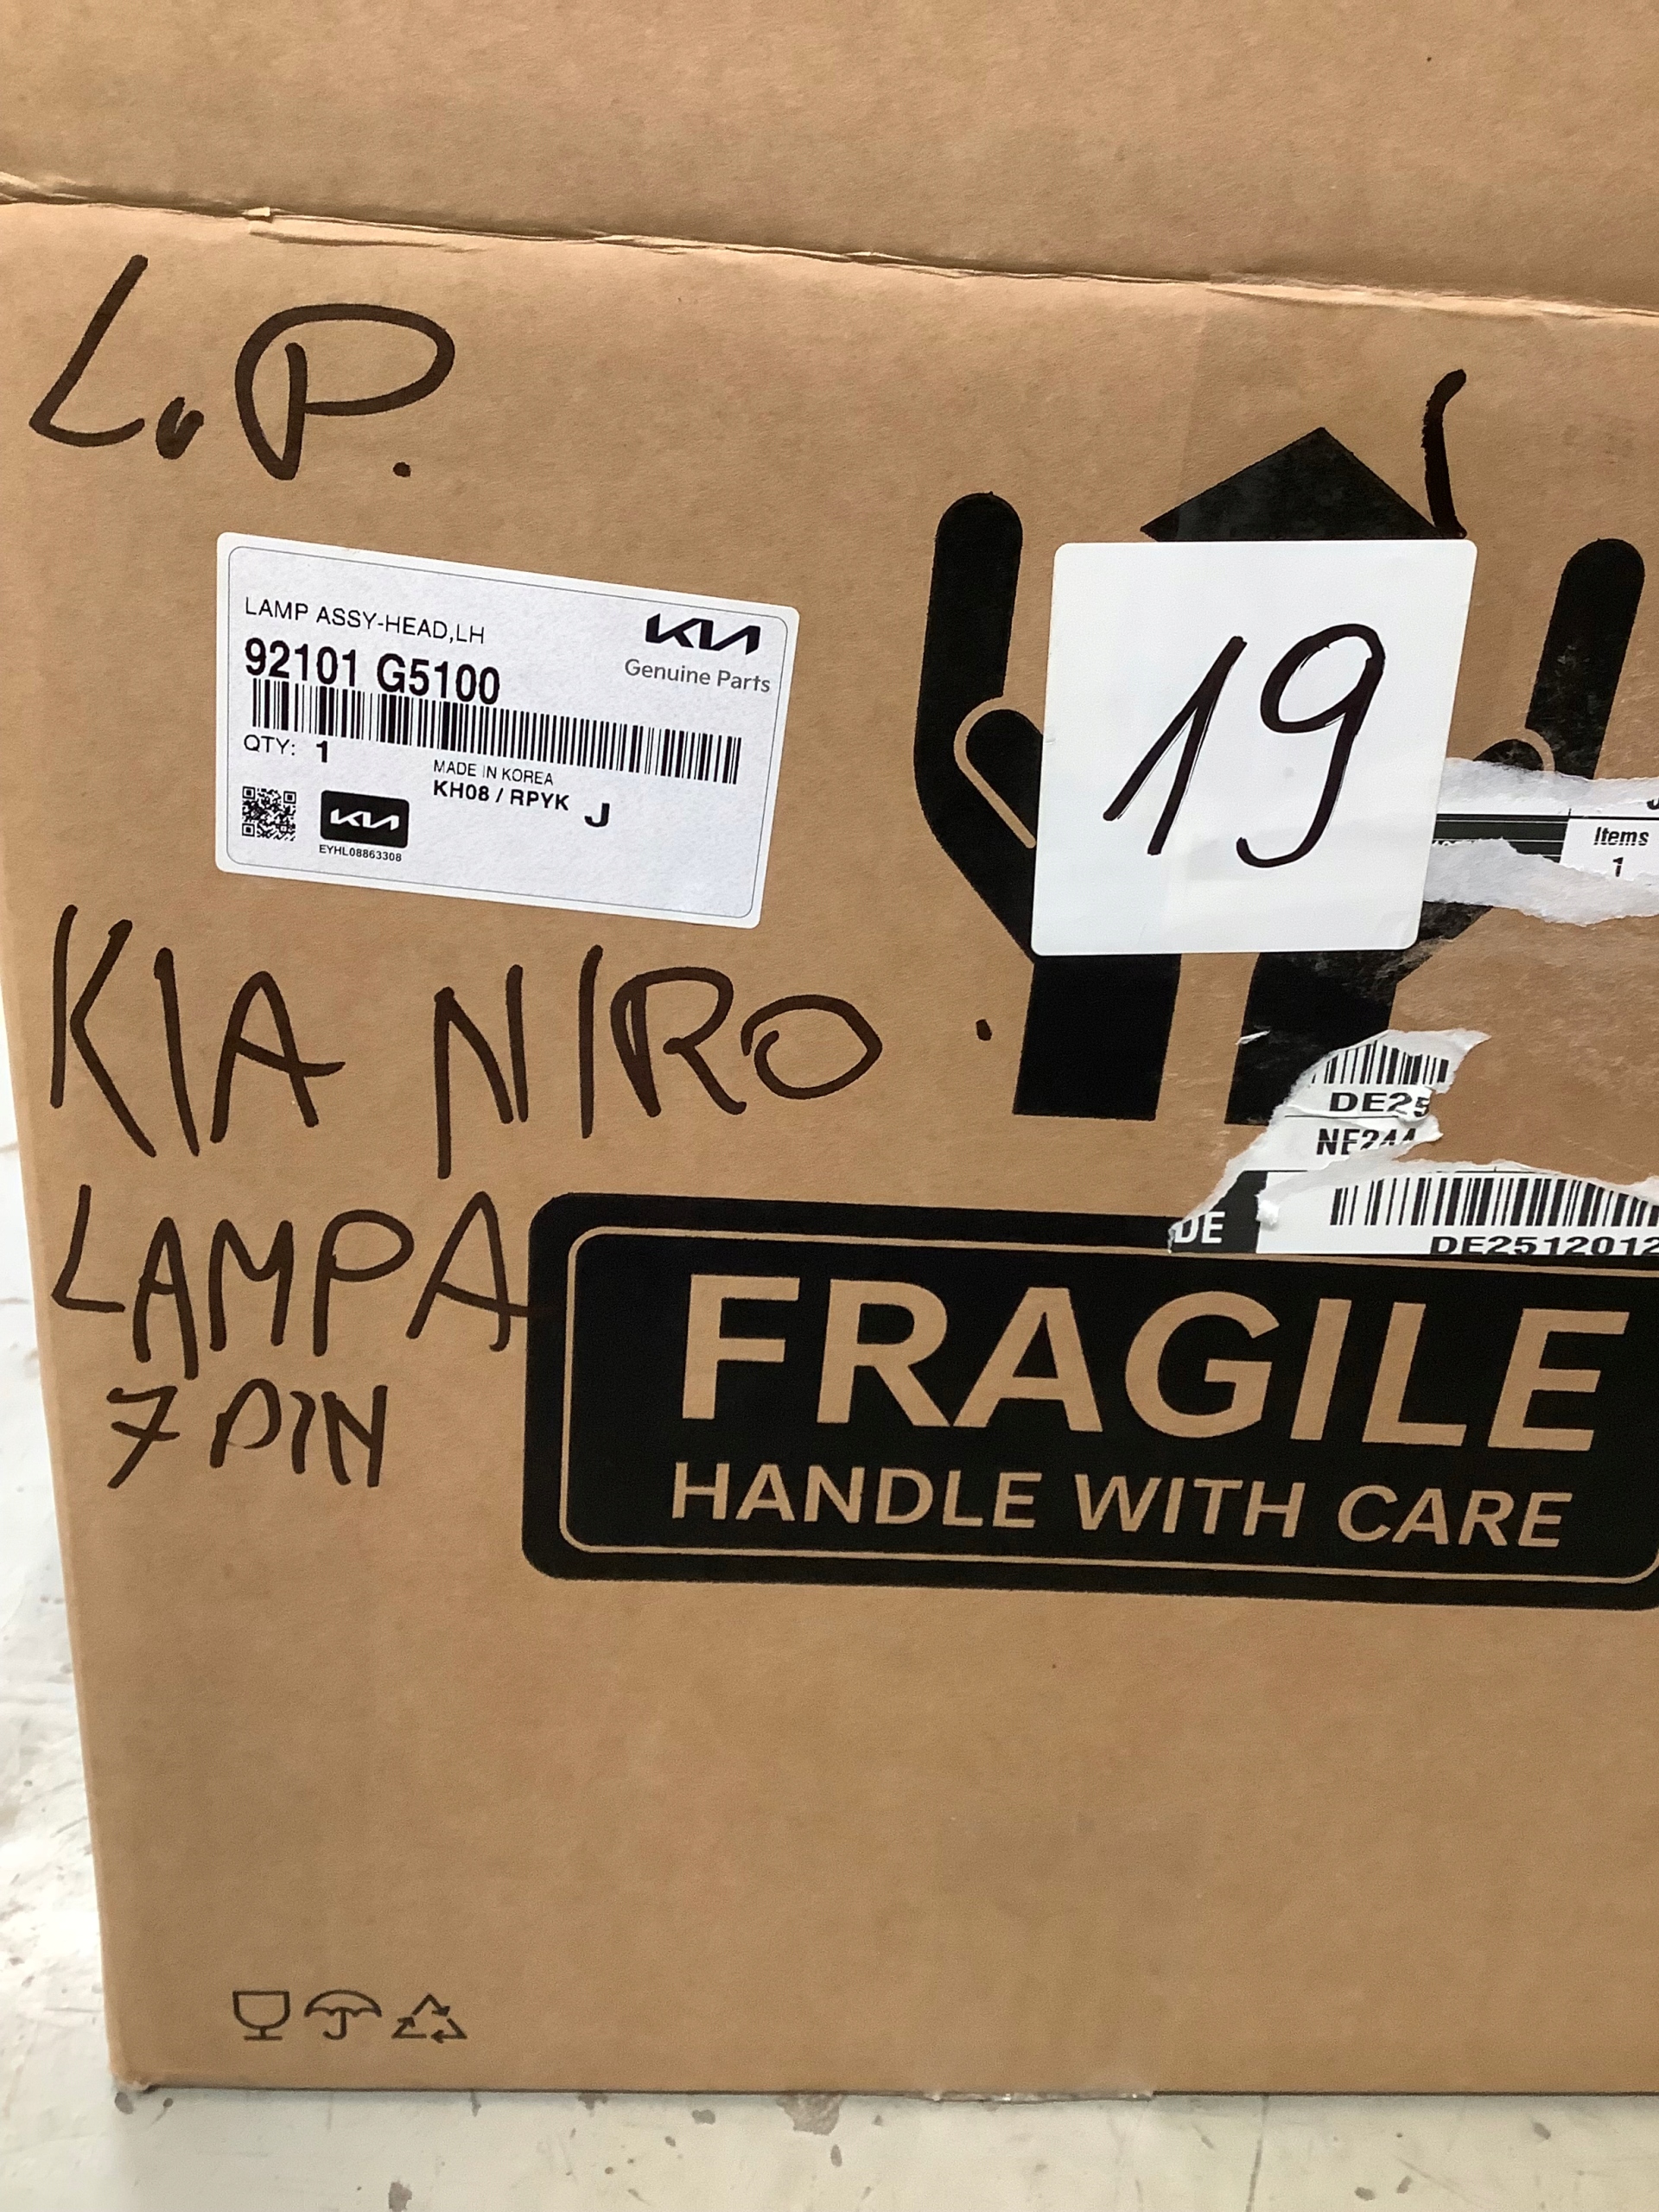 L.P.
LAMP ASSY-HEAD,LH
KIA
92101 G5100
Genuine Parts
QTY: 1
MADE IN KOREA
KH08 / RPYK J
KIA
EYHL08863308
19
Items
1
KIA NIRO.
DE25
DE
DE2512012
LAMPA
7 PIN
FRAGILE
HANDLE WITH CARE